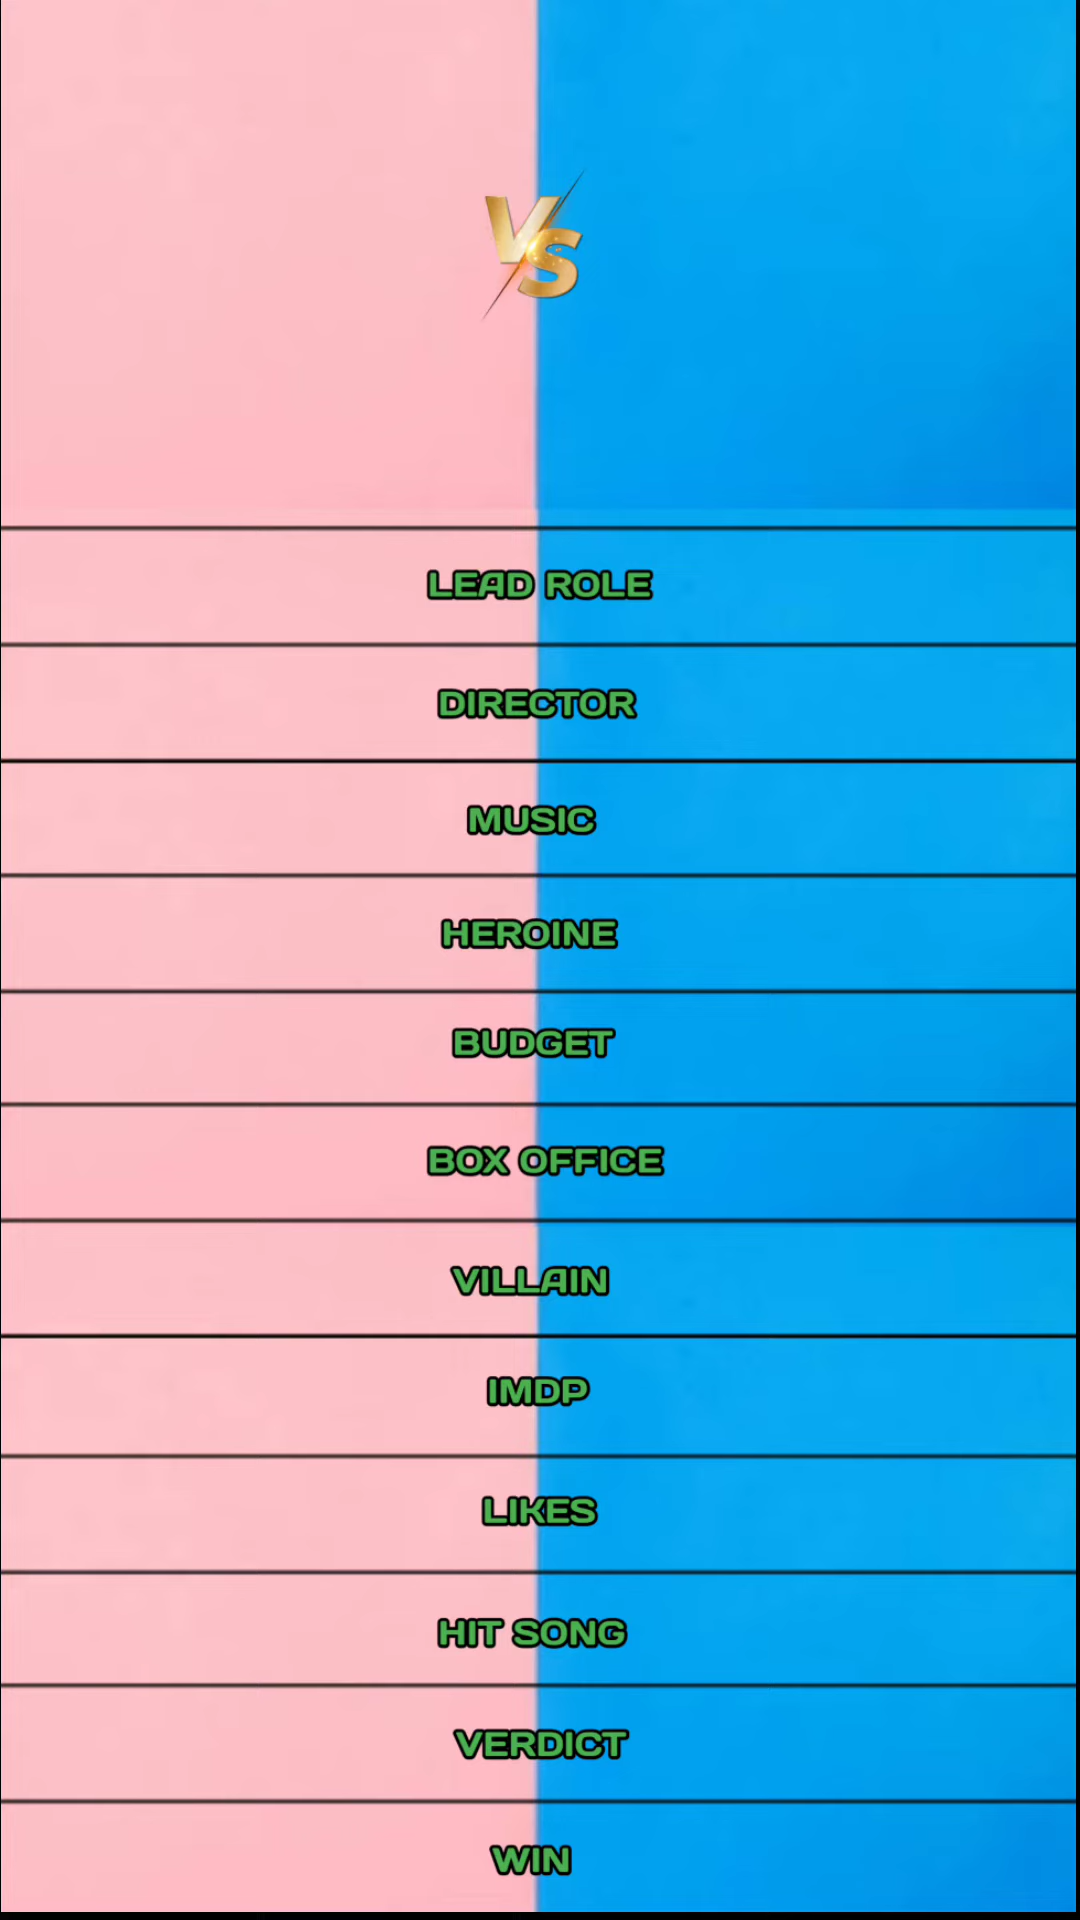 VS
LEAD ROLE
DIRECTOR
MUSIC
HEROINE
BUDGET
BOX OFFICE
VILLAIN
IMDP
LIKES
HIT SONG
VERDICT
WIN